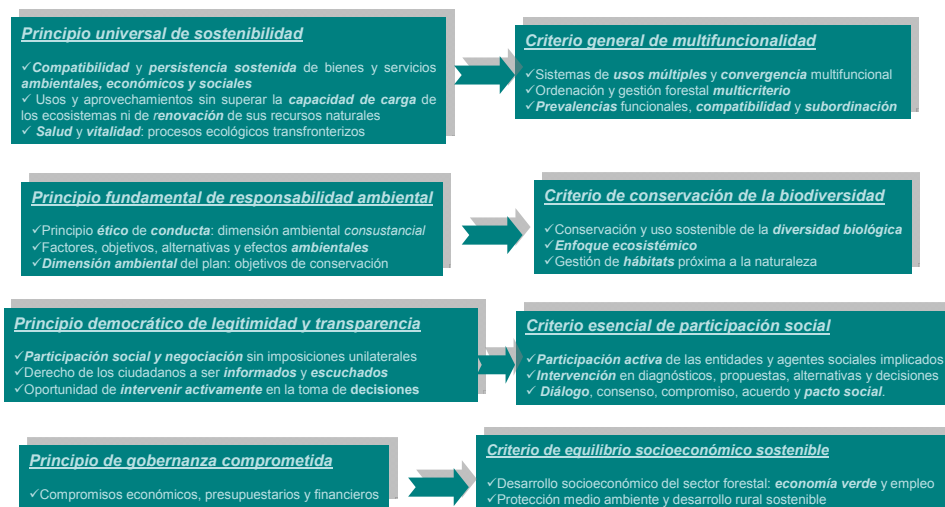 Principio universal de sostenibilidad
✓Compatibilidad y persistencia sostenida de bienes y servicios
ambientales, económicos y sociales
✓ Usos y aprovechamientos sin superar la capacidad de carga de
los ecosistemas ni de renovación de sus recursos naturales
✓ Salud y vitalidad: procesos ecológicos transfronterizos
Criterio general de multifuncionalidad
✓Sistemas de usos múltiples y convergencia multifuncional
✓Ordenación y gestión forestal multicriterio
✓Prevalencias funcionales, compatibilidad y subordinación
Principio fundamental de responsabilidad ambiental
✓Principio ético de conducta: dimensión ambiental consustancial
✓Factores, objetivos, alternativas y efectos ambientales
✓Dimensión ambiental del plan: objetivos de conservación
Criterio de conservación de la biodiversidad
✓Conservación y uso sostenible de la diversidad biológica
✓Enfoque ecosistémico
✓Gestión de hábitats próxima a la naturaleza
Principio democrático de legitimidad y transparencia
✓Participación social y negociación sin imposiciones unilaterales
✓Derecho de los ciudadanos a ser informados y escuchados
✓Oportunidad de intervenir activamente en la toma de decisiones
Criterio esencial de participación social
✓Participación activa de las entidades y agentes sociales implicados
✓Intervención en diagnósticos, propuestas, alternativas y decisiones
✓ Diálogo, consenso, compromiso, acuerdo y pacto social.
Principio de gobernanza comprometida
✓Compromisos económicos, presupuestarios y financieros
Criterio de equilibrio socioeconómico sostenible
✓Desarrollo socioeconómico del sector forestal: economía verde y empleo
✓Protección medio ambiente y desarrollo rural sostenible